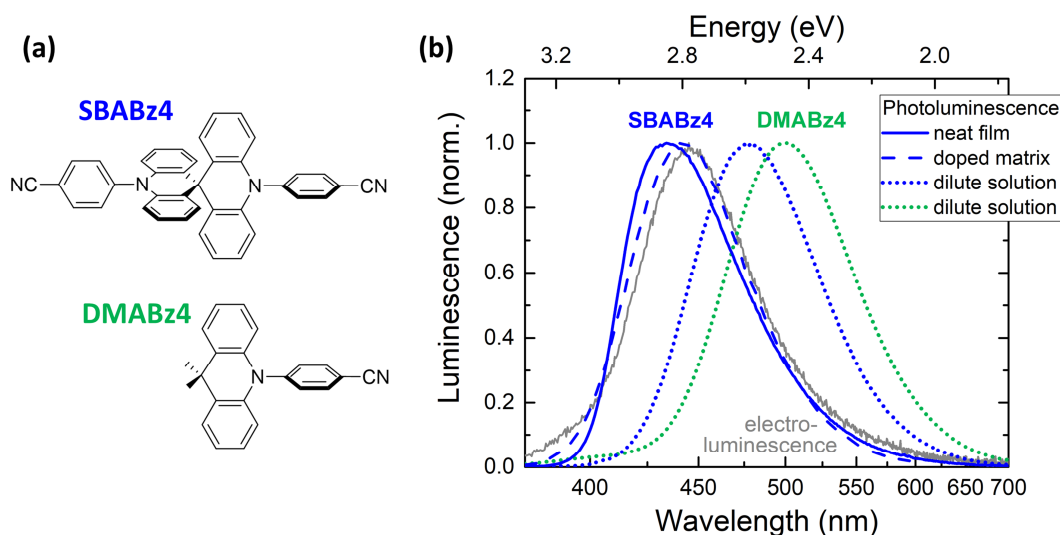 (a)
SBABz4
NC
N
N
CN
DMABz4
N
CN
(b)
Energy (eV)
3.2 2.8 2.4 2.0
1.2
1.0
0.8
0.6
0.4
0.2
0.0
Luminescence (norm.)
SBABz4 DMABz4
Photoluminescence
neat film
doped matrix
dilute solution
dilute solution
electro-
luminescence
400 450 500 550 600 650 700
Wavelength (nm)